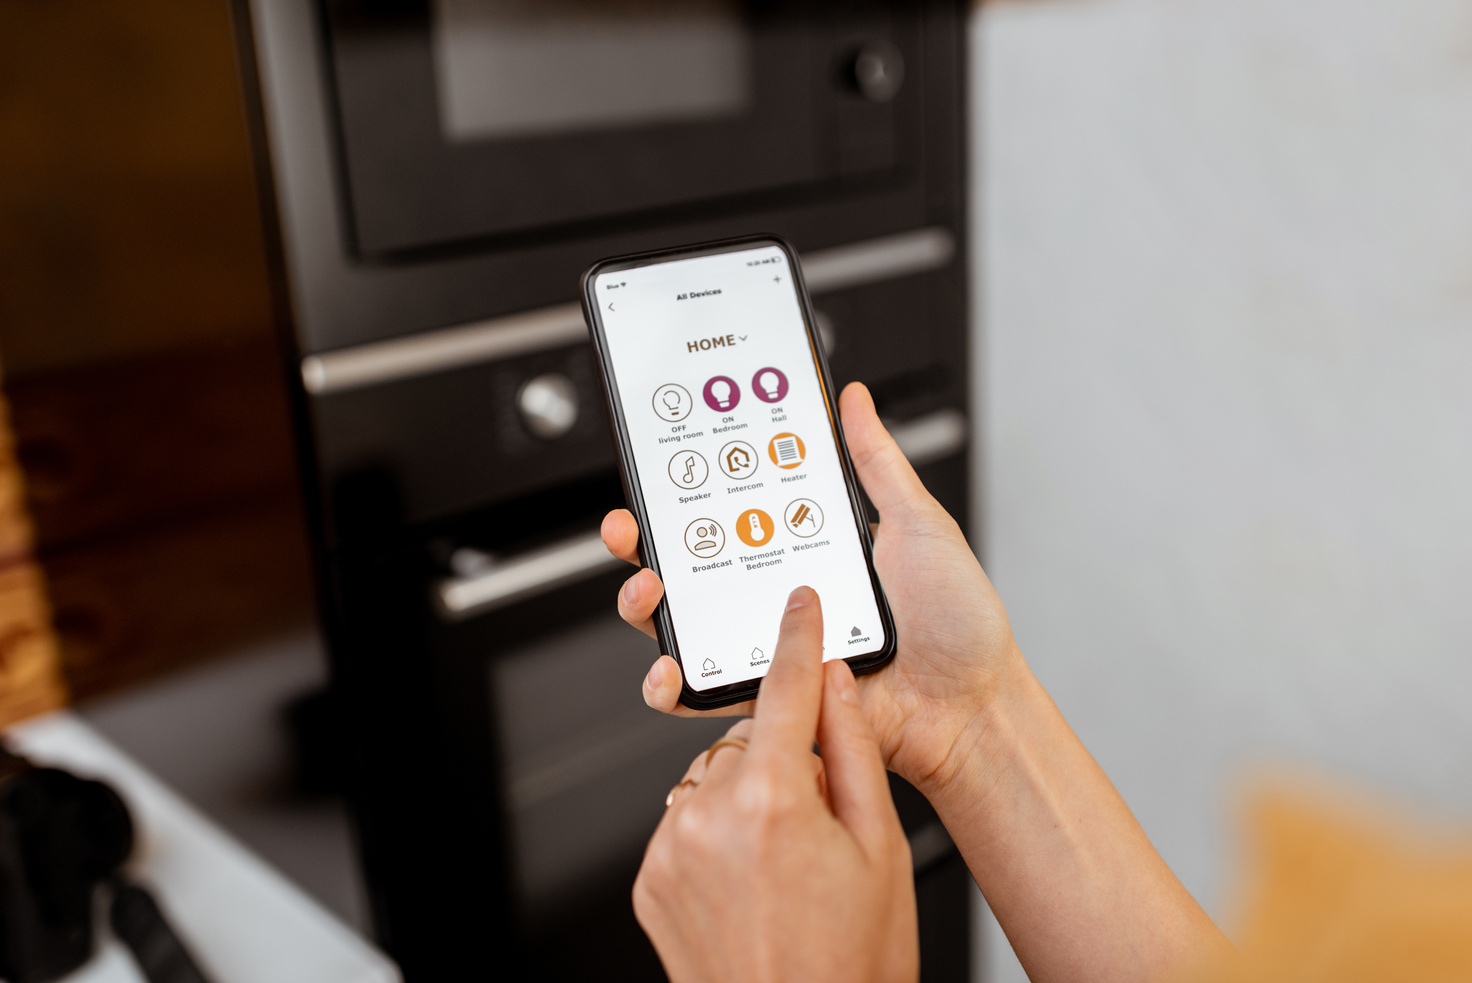 Blue
All Devices
HOME
OFF
living room
ON
Bedroom
ON
Hall
Speaker
Intercom
Heater
Broadcast
Thermostat
Bedroom
Webcams
Control
Scenes
Settings